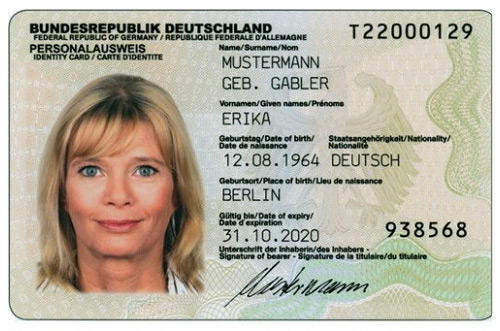 BUNDESREPUBLIK DEUTSCHLAND T22000129
FEDERAL REPUBLIC OF GERMANY / REPUBLIQUE FEDERALE D'ALLEMAGNE
PERSONALAUSWEIS
IDENTITY CARD / CARTE D'IDENTITE
Name/Surname/Nom
MUSTERMANN
GEB. GABLER
Vornamen/Given names/Prénoms
ERIKA
Geburtstag/Date of birth/ Staatsangehörigkeit/Nationality/
Date de naissance Nationalité
12.08.1964 DEUTSCH
Geburtsort/Place of birth/Lieu de naissance
BERLIN
Gültig bis/Date of expiry/
Date d'expiration
31.10.2020 938568
Unterschrift der Inhaberin/des Inhabers -
Signature of bearer - Signature de la titulaire/du titulaire
Mustermann